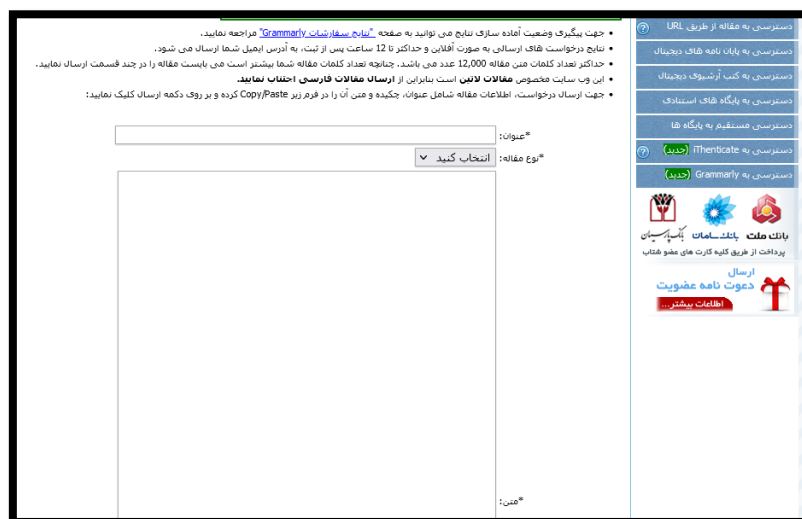 جهت پیگیری وضعیت آماده سازی نتایج می توانید به صفحه "نتایج سفارشات Grammarly" مراجعه نمایید.
نتایج درخواست های ارسالی به صورت آفلاین و حداکثر تا 12 ساعت پس از ثبت، به آدرس ایمیل شما ارسال می شود.
حداکثر تعداد کلمات متن مقاله 12,000 عدد می باشد. چنانچه تعداد کلمات مقاله شما بیشتر است می بایست مقاله را در چند قسمت ارسال نمایید.
این وب سایت مخصوص مقالات لاتین است بنابراین از ارسال مقالات فارسی اجتناب نمایید.
جهت ارسال درخواست، اطلاعات مقاله شامل عنوان، چکیده و متن آن را در فرم زیر Copy/Paste کرده و بر روی دکمه ارسال کلیک نمایید:
*عنوان:
*نوع مقاله: انتخاب کنید
*متن:
دسترسی به مقاله از طریق URL
دسترسی به پایان نامه های دیجیتال
دسترسی به کتب آرشیوی دیجیتال
دسترسی به پایگاه های استنادی
دسترسی مستقیم به پایگاه ها
دسترسی به iThenticate (جدید)
دسترسی به Grammarly (جدید)
بانک ملت بانک سامان بانک پارسیان
پرداخت از طریق کلیه کارت های عضو شتاب
ارسال
دعوت نامه عضویت
اطلاعات بیشتر...